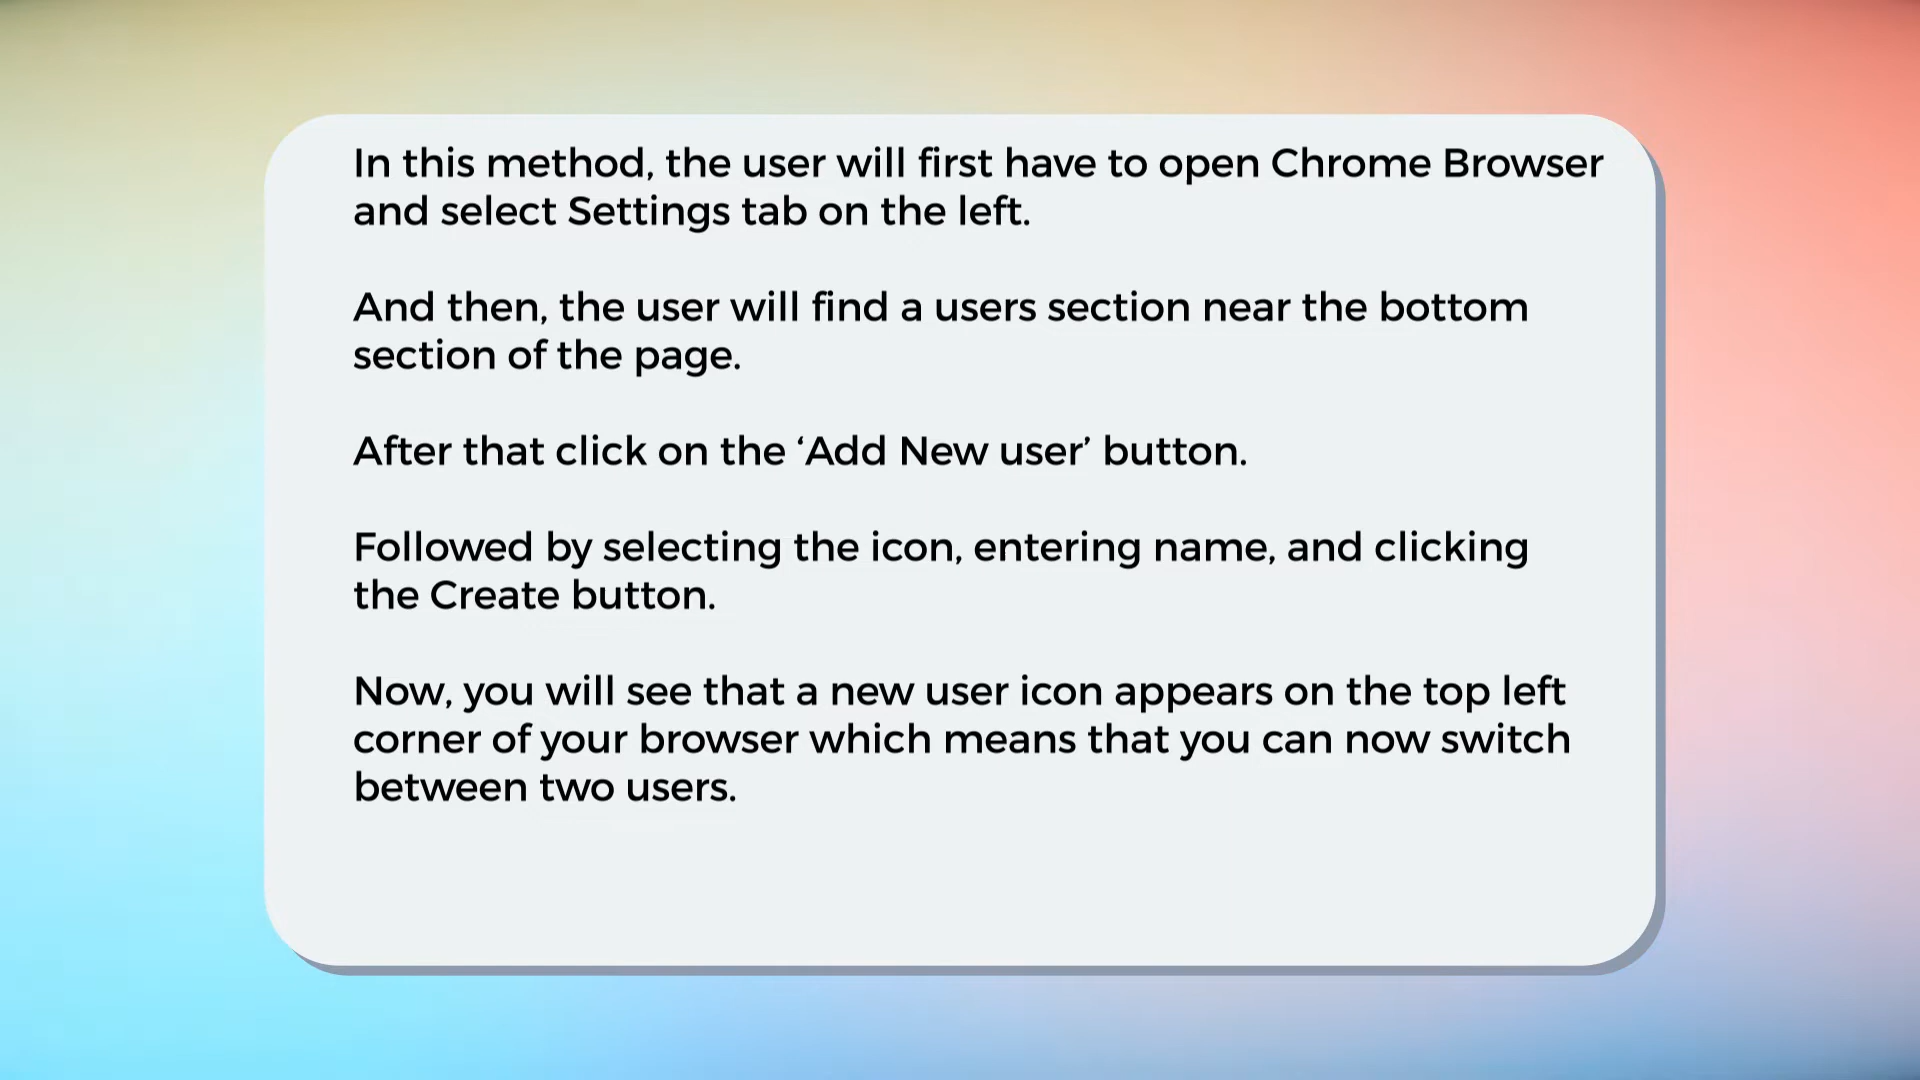 In this method, the user will first have to open Chrome Browser
and select Settings tab on the left.
And then, the user will find a users section near the bottom
section of the page.
After that click on the ‘Add New user’ button.
Followed by selecting the icon, entering name, and clicking
the Create button.
Now, you will see that a new user icon appears on the top left
corner of your browser which means that you can now switch
between two users.